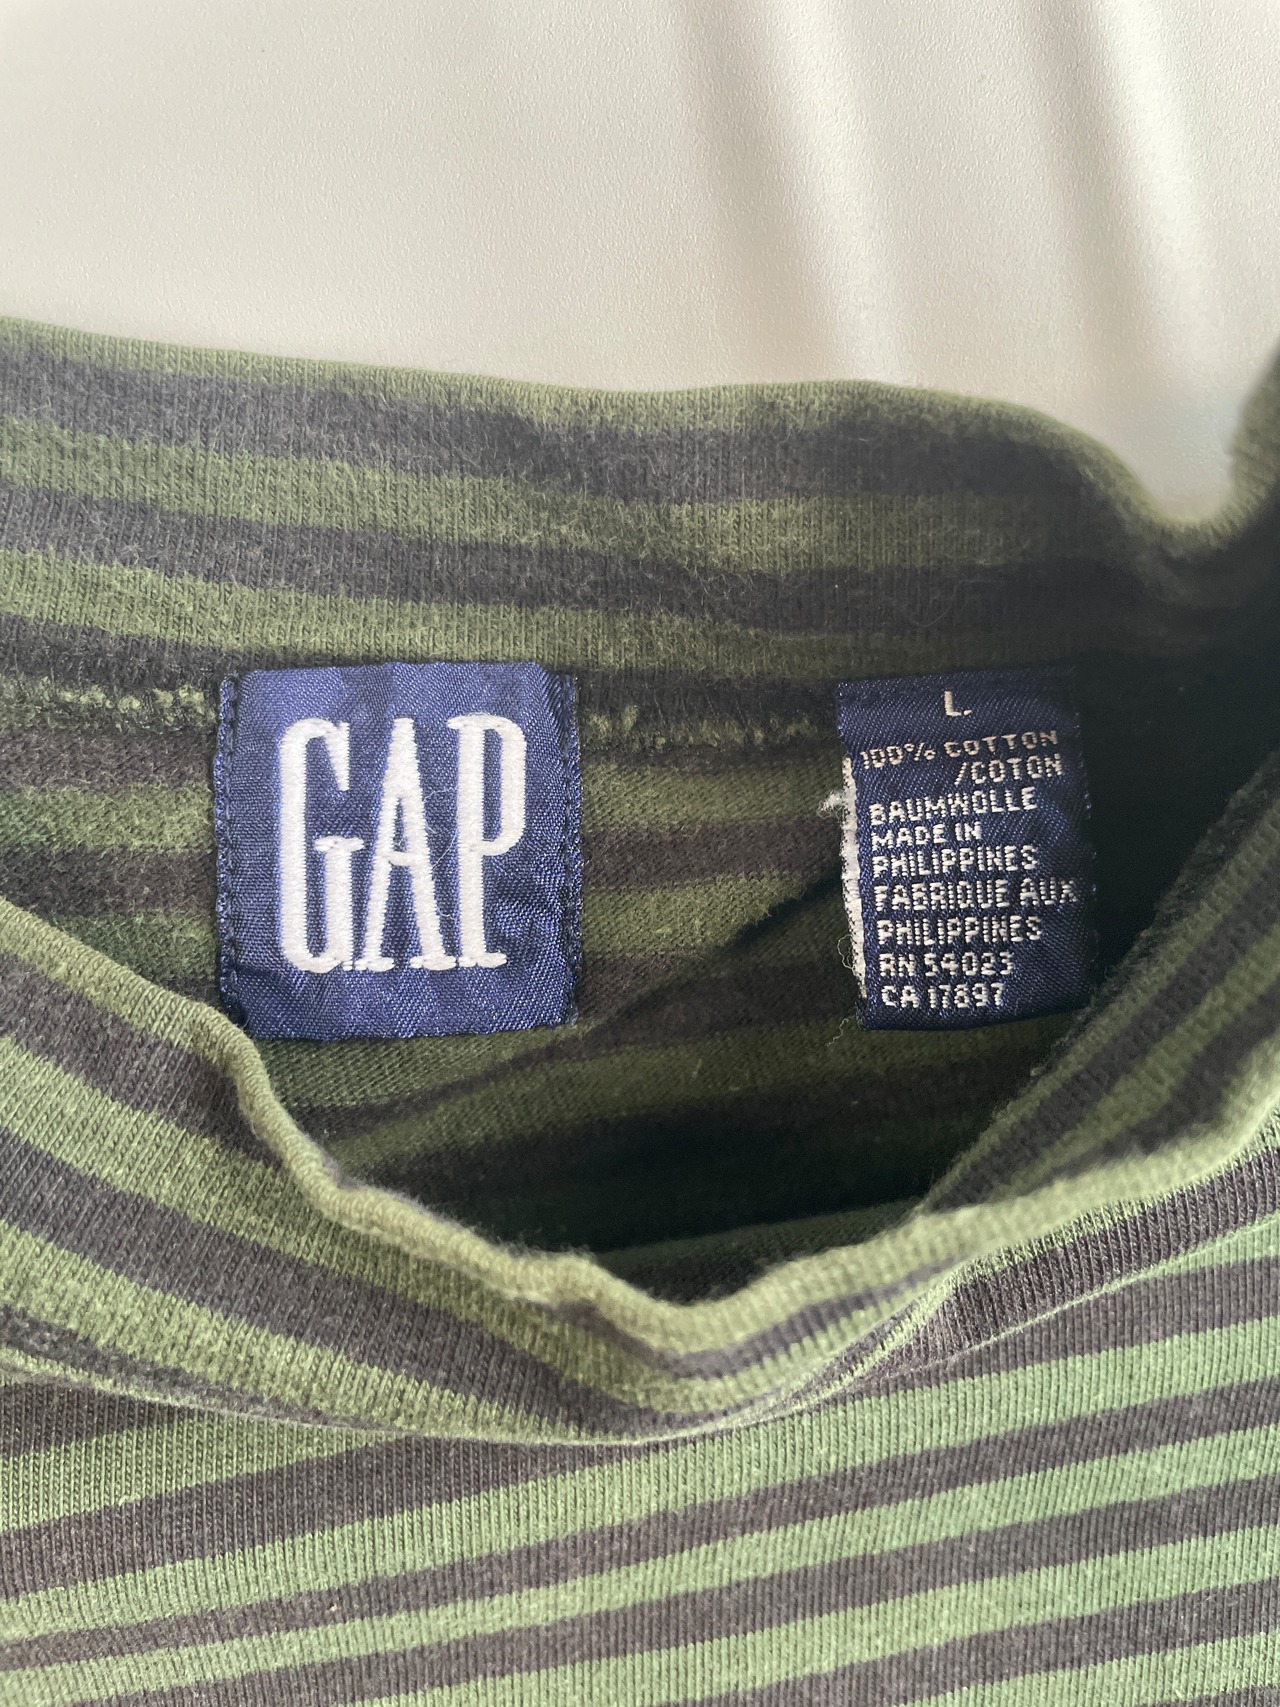 GAP
L.
100% COTTON
/COTON
BAUMWOLLE
MADE IN
PHILIPPINES
FABRIQUE AUX
PHILIPPINES
RN 54023
CA 17897